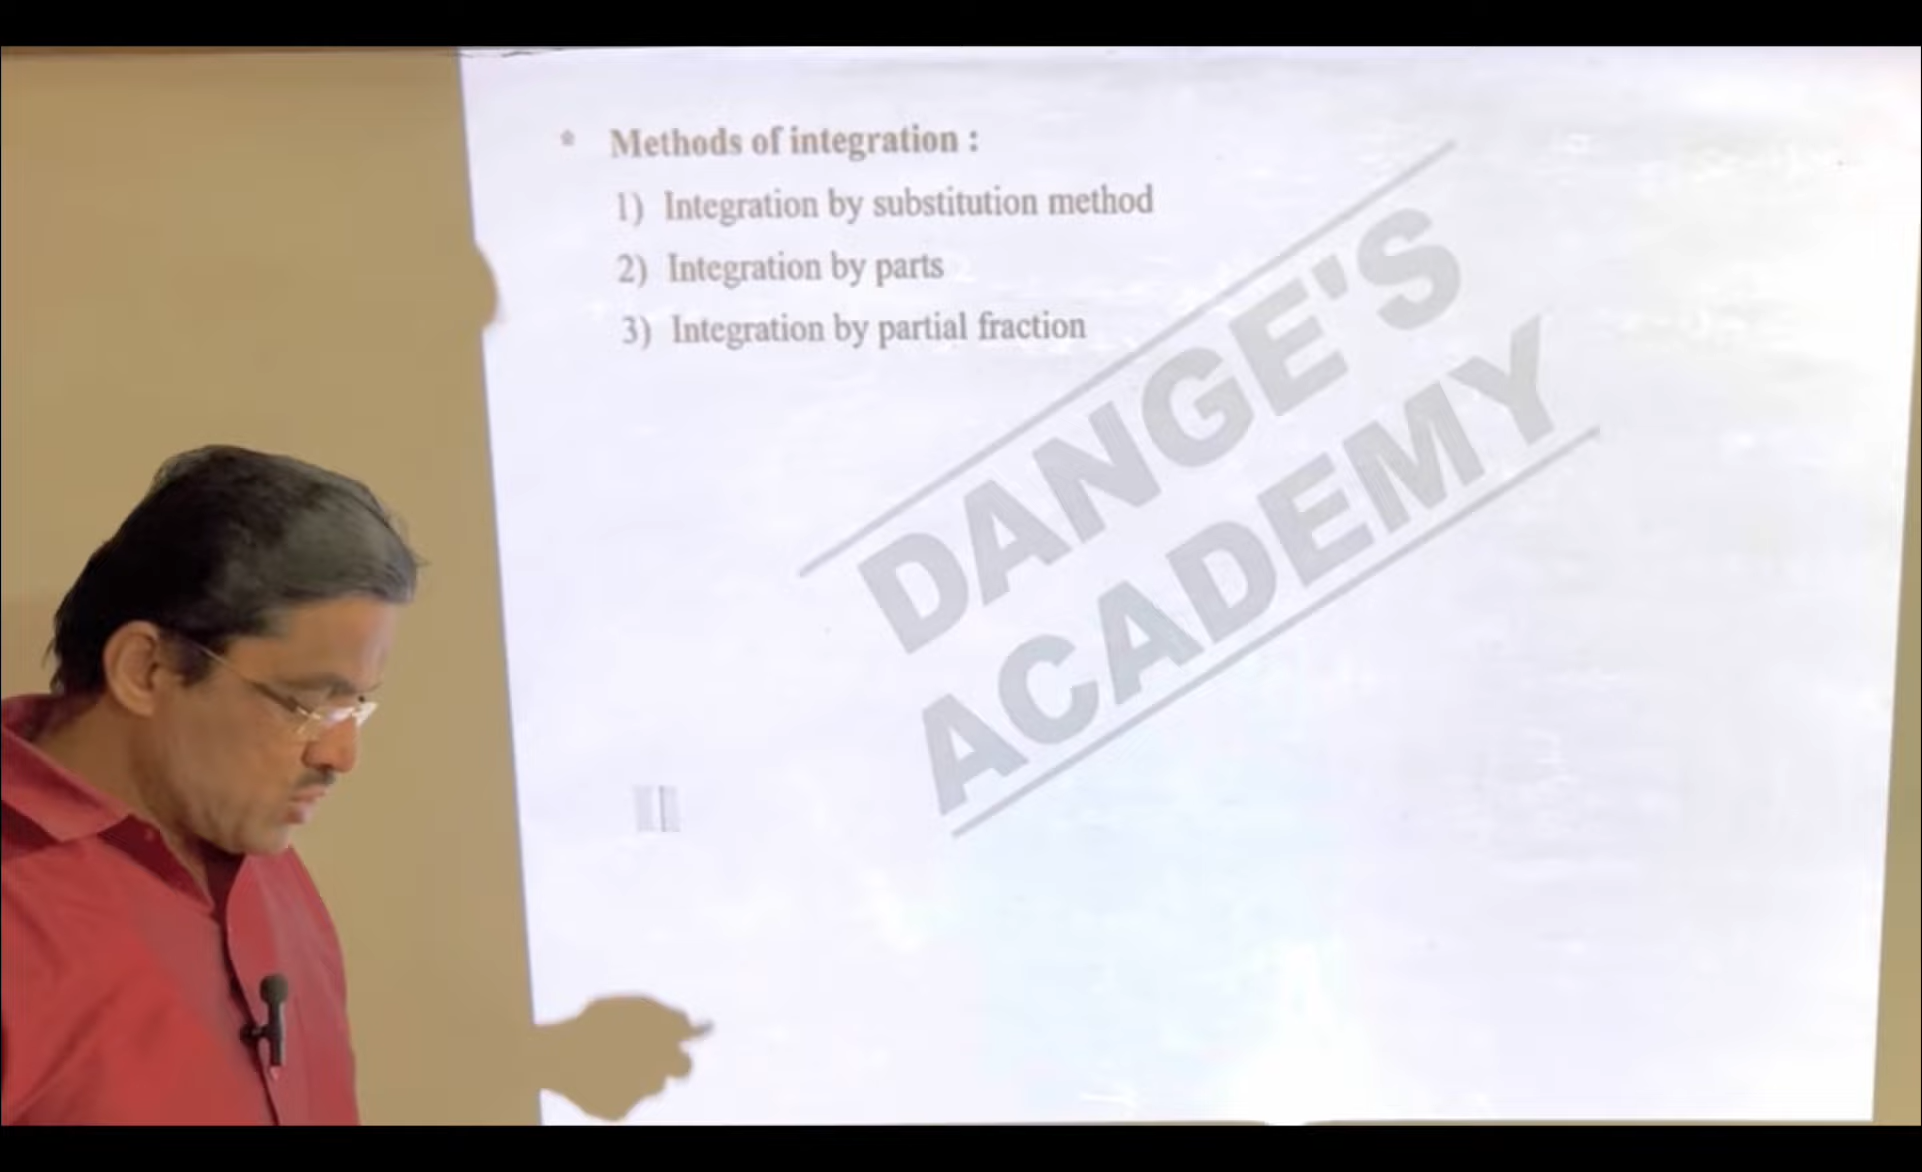 * Methods of integration :
1) Integration by substitution method
2) Integration by parts
3) Integration by partial fraction
DANGE'S
ACADEMY